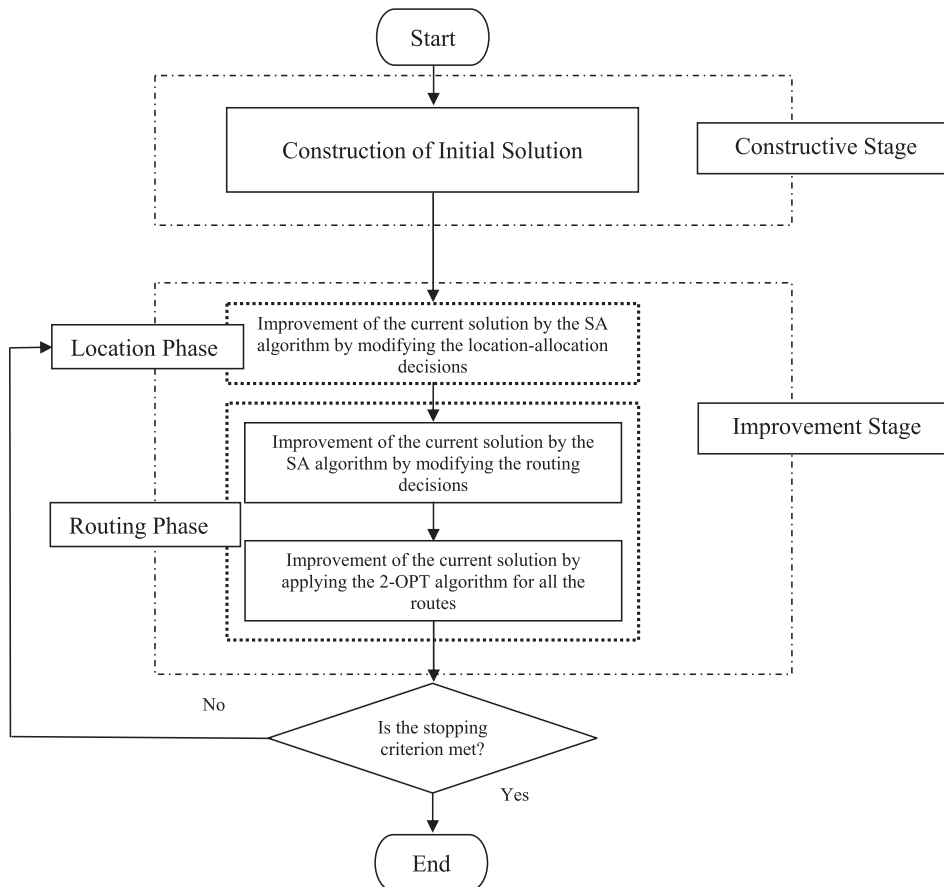 Start
Construction of Initial Solution
Constructive Stage
Improvement of the current solution by the SA
algorithm by modifying the location-allocation
decisions
Location Phase
Improvement Stage
Improvement of the current solution by the
SA algorithm by modifying the routing
decisions
Routing Phase
Improvement of the current solution by
applying the 2-OPT algorithm for all the
routes
No
Is the stopping
criterion met?
Yes
End